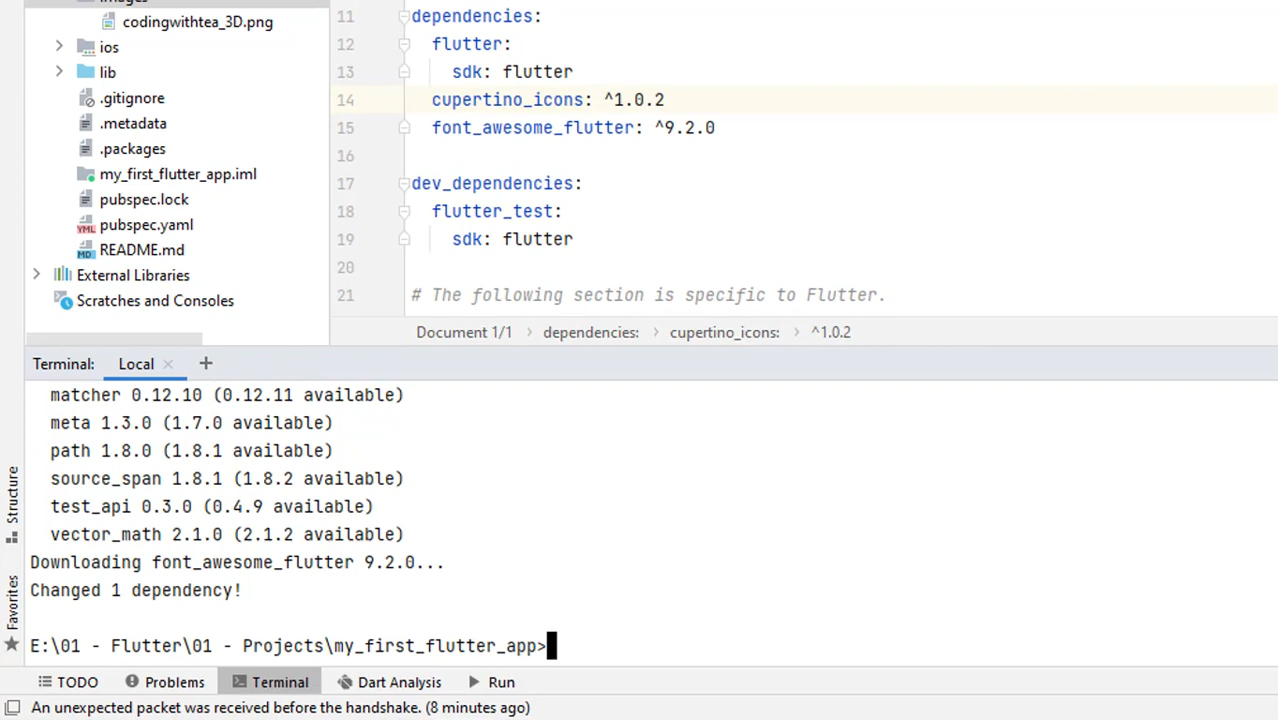 images
codingwithtea_3D.png
ios
lib
.gitignore
.metadata
.packages
my_first_flutter_app.iml
pubspec.lock
YML pubspec.yaml
MD README.md
External Libraries
Scratches and Consoles
11 dependencies:
12 flutter:
13 sdk: flutter
14 cupertino_icons: ^1.0.2
15 font_awesome_flutter: ^9.2.0
16
17 dev_dependencies:
18 flutter_test:
19 sdk: flutter
20
21 # The following section is specific to Flutter.
Document 1/1 › dependencies: › cupertino_icons: › ^1.0.2
Terminal: Local × +
matcher 0.12.10 (0.12.11 available)
meta 1.3.0 (1.7.0 available)
path 1.8.0 (1.8.1 available)
source_span 1.8.1 (1.8.2 available)
test_api 0.3.0 (0.4.9 available)
vector_math 2.1.0 (2.1.2 available)
Downloading font_awesome_flutter 9.2.0...
Changed 1 dependency!
E:\01 - Flutter\01 - Projects\my_first_flutter_app>
Structure
Favorites
TODO Problems Terminal Dart Analysis Run
An unexpected packet was received before the handshake. (8 minutes ago)